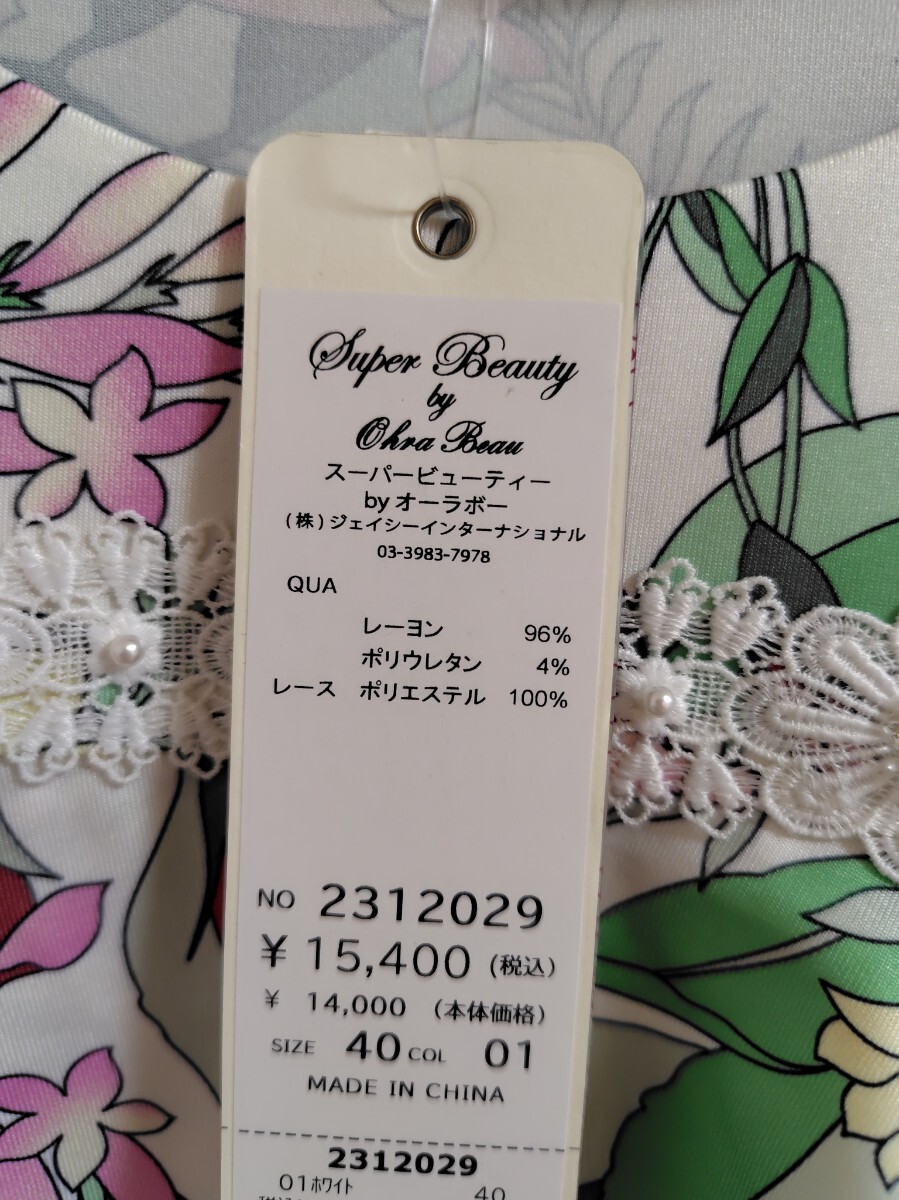 Super Beauty
by
Ohra Beau
スーパービューティー
by オーラボー
(株)ジェイシーインターナショナル
03-3983-7978
QUA
レーヨン 96%
ポリウレタン 4%
レース ポリエステル 100%
NO 2312029
¥ 15,400 (税込)
¥ 14,000 (本体価格)
SIZE 40 COL 01
MADE IN CHINA
2312029
01ホワイト 40